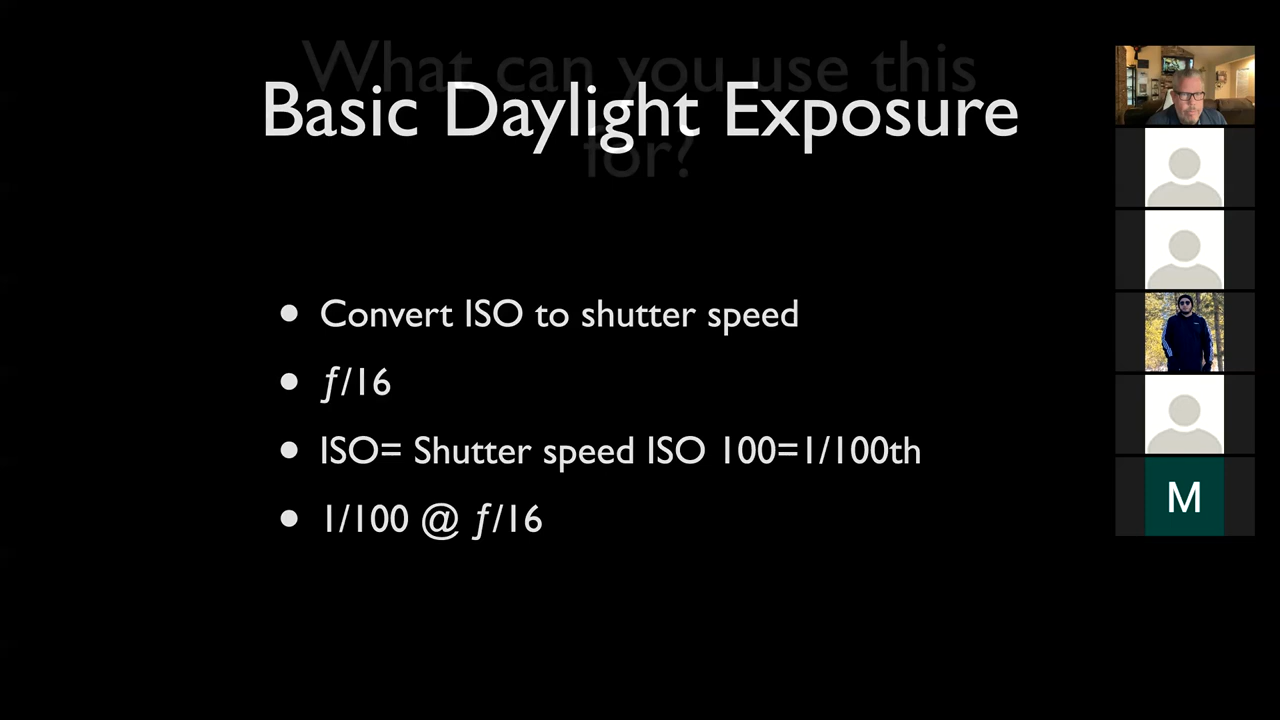 What can you use this
for?
Basic Daylight Exposure
• Convert ISO to shutter speed
• ƒ/16
• ISO= Shutter speed ISO 100=1/100th
• 1/100 @ ƒ/16
M